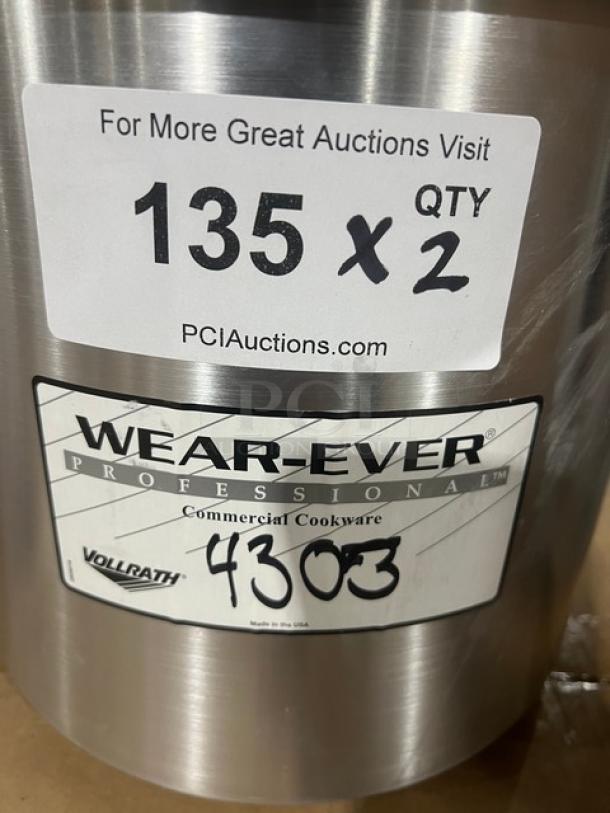 For More Great Auctions Visit
135 x 2
QTY
PCIAuctions.com
WEAR-EVER®
PROFESSIONAL™
Commercial Cookware
VOLLRATH®
4303
Made in the USA